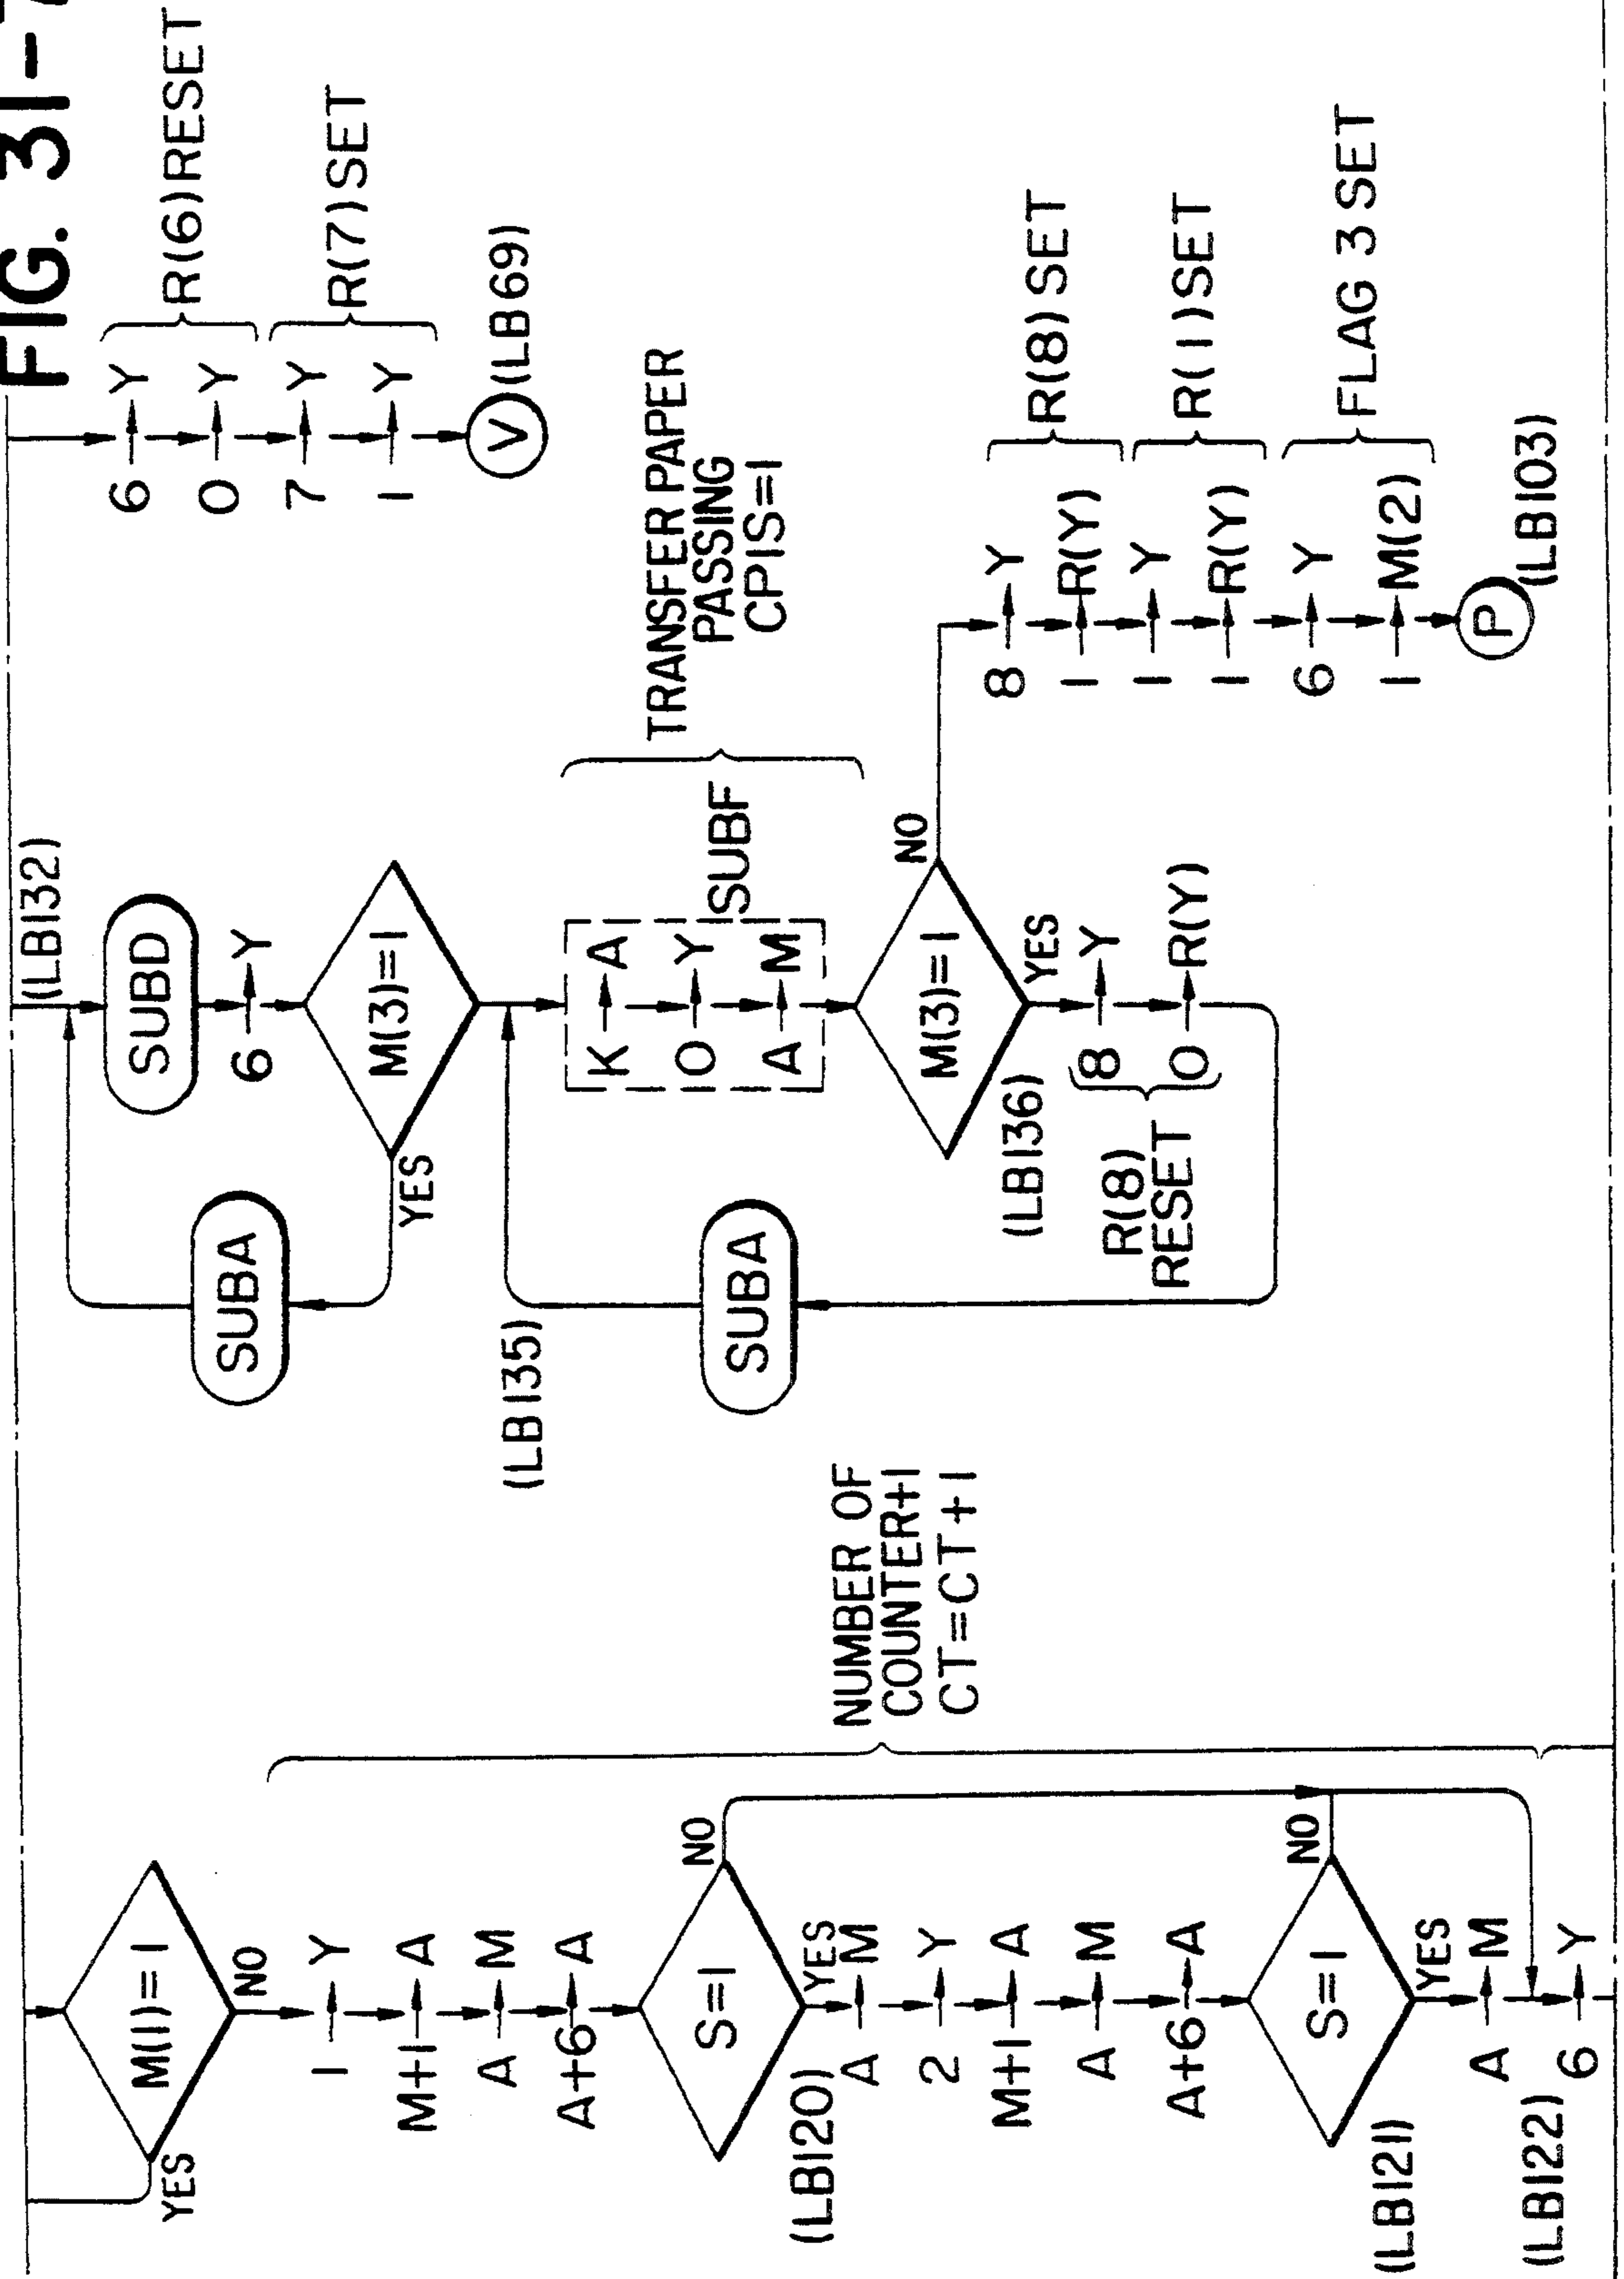 FIG. 31-
M(1)=1
YES
NO
1→Y
M+1→A
A→M
A+6→A
S=1
NO
YES
(LB120)
A→M
2→Y
M+1→A
A→M
A+6→A
S=1
NO
YES
(LB121)
A→M
(LB122)
6→Y
NUMBER OF
COUNTER+1
CT=CT+1
(LB132)
SUBD
6→Y
M(3)=1
YES
SUBA
(LB135)
K→A
0→Y
A→M
SUBF
TRANSFER PAPER
PASSING
CPIS=1
M(3)=1
NO
YES
(LB136)
8→Y
0→R(Y)
R(8)
RESET
SUBA
6→Y
0→Y
R(6)RESET
7→Y
1→Y
R(7)SET
V
(LB69)
8→Y
1→R(Y)
R(8)SET
1→Y
1→R(Y)
R(1)SET
6→Y
1→M(2)
FLAG 3 SET
P
(LB103)